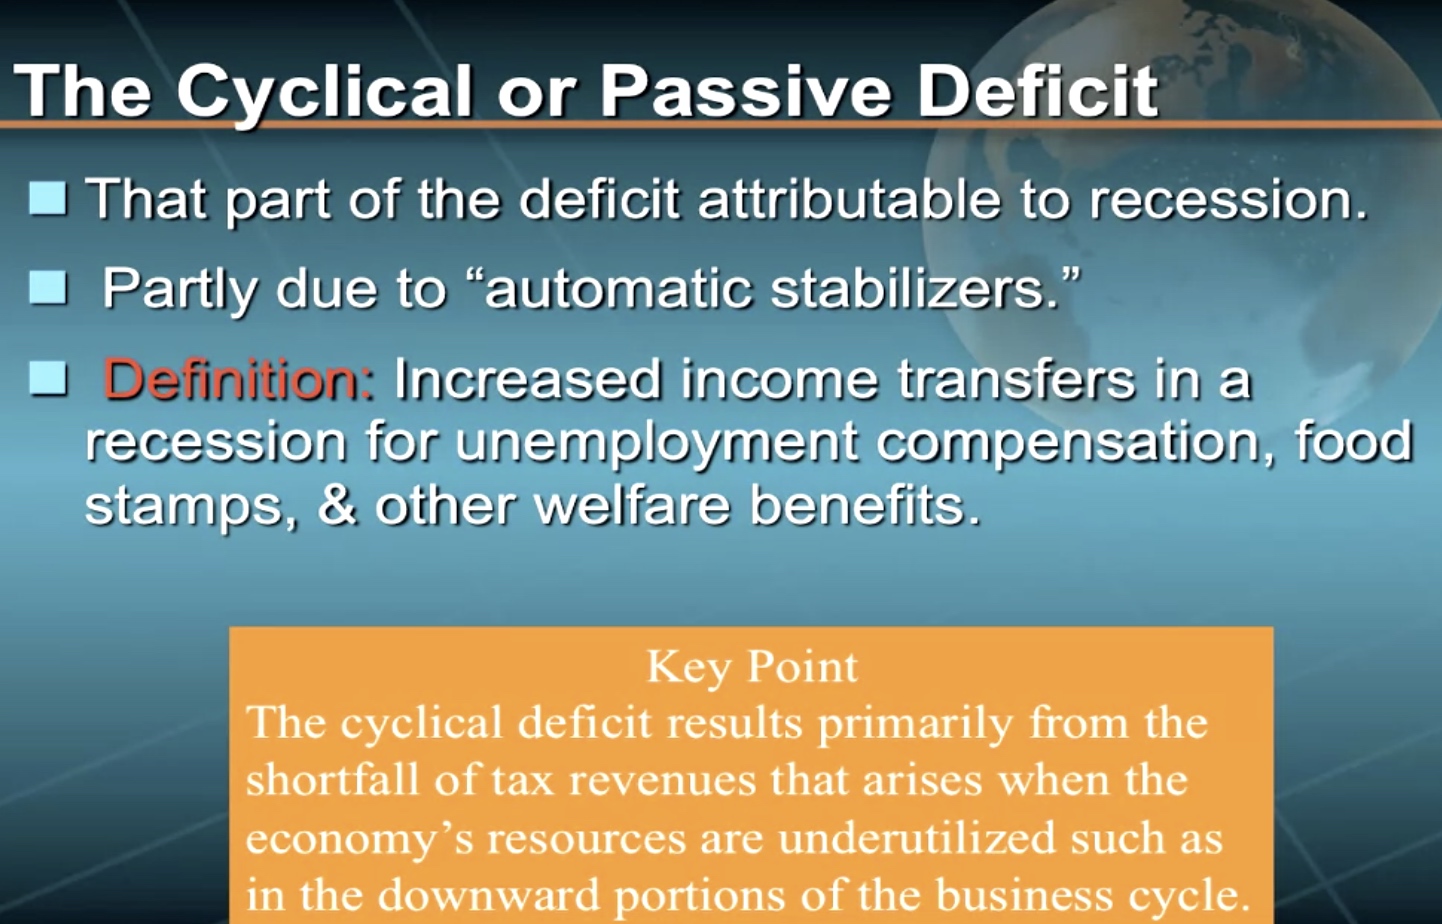 The Cyclical or Passive Deficit
That part of the deficit attributable to recession.
Partly due to “automatic stabilizers.”
Definition: Increased income transfers in a
recession for unemployment compensation, food
stamps, & other welfare benefits.
Key Point
The cyclical deficit results primarily from the
shortfall of tax revenues that arises when the
economy’s resources are underutilized such as
in the downward portions of the business cycle.